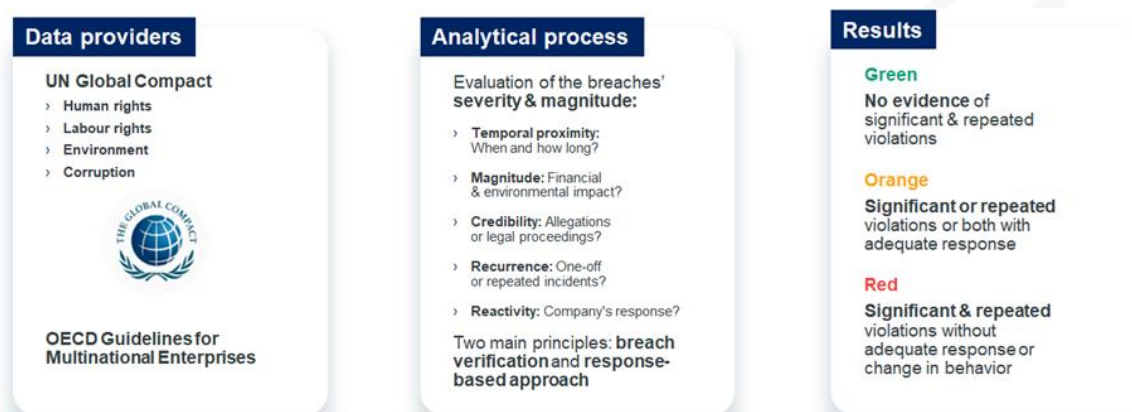 Data providers
UN Global Compact
› Human rights
› Labour rights
› Environment
› Corruption
THE GLOBAL COMPACT
OECD Guidelines for
Multinational Enterprises
Analytical process
Evaluation of the breaches'
severity & magnitude:
› Temporal proximity:
When and how long?
› Magnitude: Financial
& environmental impact?
› Credibility: Allegations
or legal proceedings?
› Recurrence: One-off
or repeated incidents?
› Reactivity: Company's response?
Two main principles: breach
verification and response-
based approach
Results
Green
No evidence of
significant & repeated
violations
Orange
Significant or repeated
violations or both with
adequate response
Red
Significant & repeated
violations without
adequate response or
change in behavior